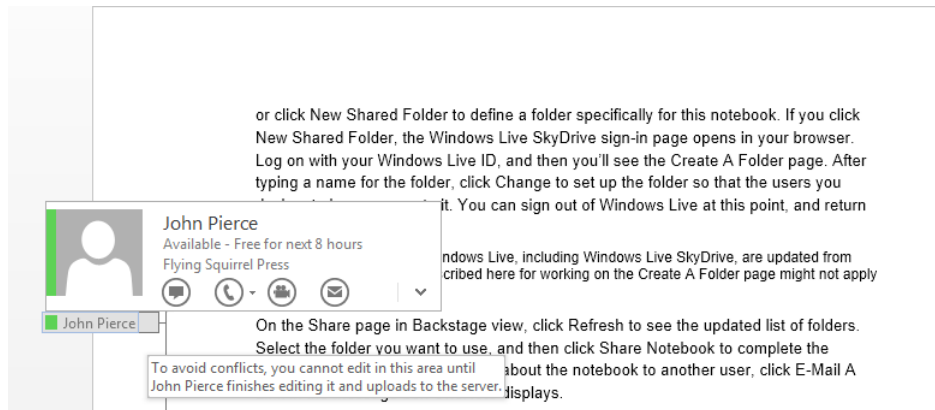 or click New Shared Folder to define a folder specifically for this notebook. If you click
New Shared Folder, the Windows Live SkyDrive sign-in page opens in your browser.
Log on with your Windows Live ID, and then you'll see the Create A Folder page. After
typing a name for the folder, click Change to set up the folder so that the users you
it. You can sign out of Windows Live at this point, and return
John Pierce
Available - Free for next 8 hours
Flying Squirrel Press
ndows Live, including Windows Live SkyDrive, are updated from
cribed here for working on the Create A Folder page might not apply
John Pierce
On the Share page in Backstage view, click Refresh to see the updated list of folders.
Select the folder you want to use, and then click Share Notebook to complete the
about the notebook to another user, click E-Mail A
displays.
To avoid conflicts, you cannot edit in this area until
John Pierce finishes editing it and uploads to the server.